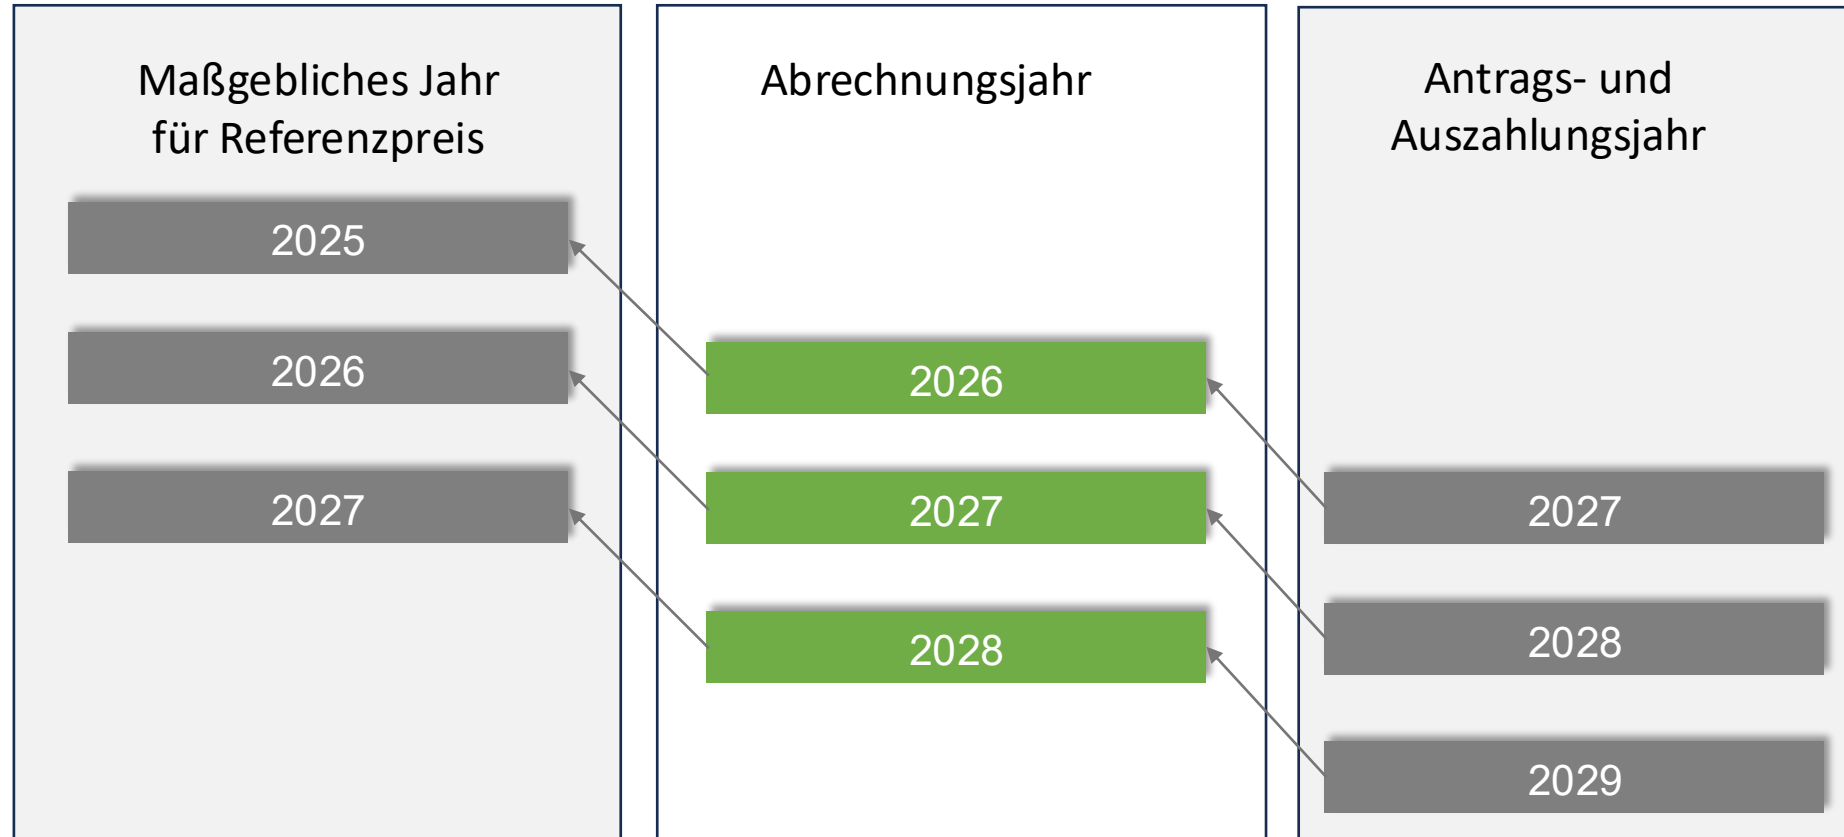 Maßgebliches Jahr
für Referenzpreis
2025
2026
2027
Abrechnungsjahr
2026
2027
2028
Antrags- und
Auszahlungsjahr
2027
2028
2029